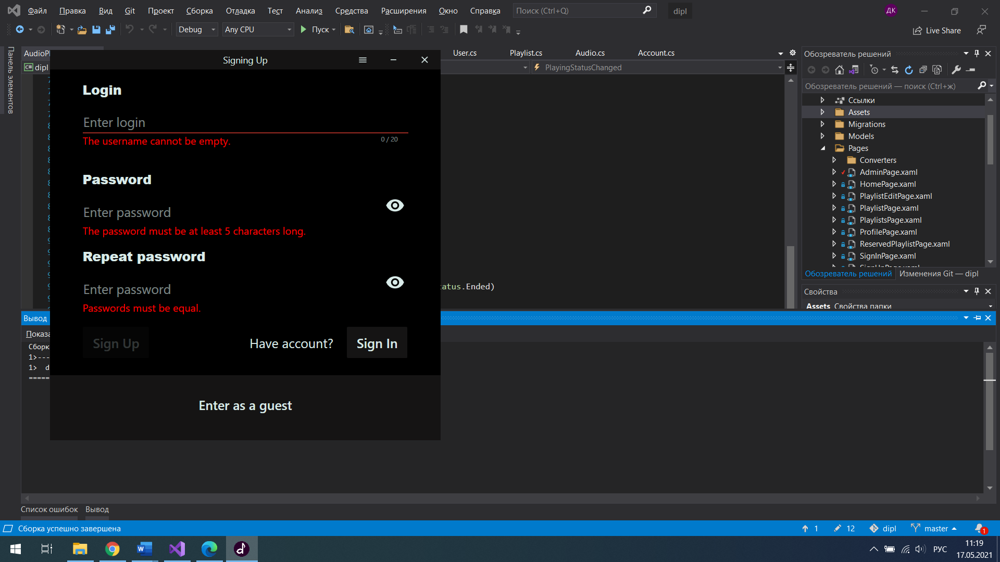 Файл Правка Вид Git Проект Сборка Отладка Тест Анализ Средства Расширения Окно Справка Поиск (Ctrl+Q) dipl ДК
Debug Any CPU Пуск Live Share
Панель элементов
User.cs Playlist.cs Audio.cs Account.cs
C# dipl PlayingStatusChanged
Signing Up
Login
Enter login
The username cannot be empty. 0 / 20
Password
Enter password
The password must be at least 5 characters long.
Repeat password
Enter password
Passwords must be equal.
Sign Up Have account? Sign In
Enter as a guest
.Ended)
Обозреватель решений
Обозреватель решений — поиск (Ctrl+ж)
Ссылки
Assets
Migrations
Models
Pages
Converters
AdminPage.xaml
HomePage.xaml
PlaylistEditPage.xaml
PlaylistPage.xaml
PlaylistsPage.xaml
ProfilePage.xaml
ReservedPlaylistPage.xaml
SignInPage.xaml
SignUpPage.xaml
Обозреватель решений Изменения Git — dipl
Свойства
Assets Свойства папки
Вывод
1>---
1> d
=====
Список ошибок Вывод
Сборка успешно завершена 1 12 dipl master 1
РУС
11:19
17.05.2021